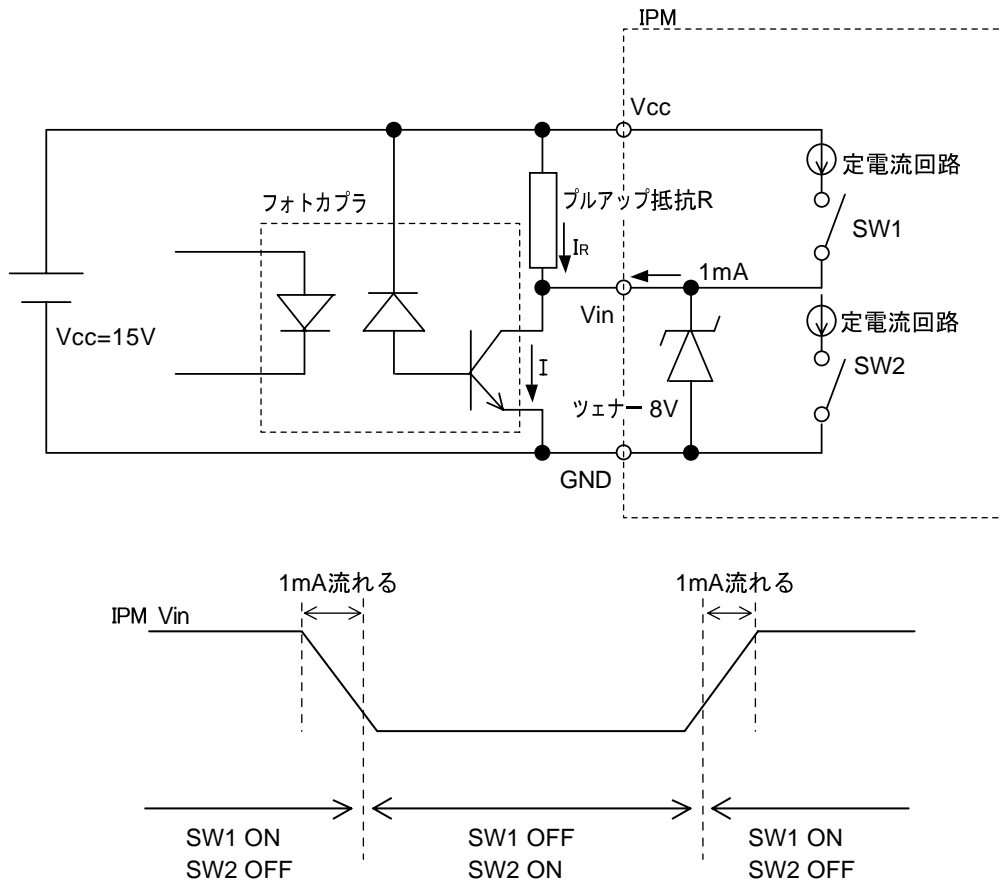 IPM
Vcc
定電流回路
フォトカプラ
プルアップ抵抗R
SW1
IR
1mA
Vin
Vcc=15V
定電流回路
I
SW2
ツェナー 8V
GND
1mA流れる
1mA流れる
IPM Vin
SW1 ON
SW2 OFF
SW1 OFF
SW2 ON
SW1 ON
SW2 OFF